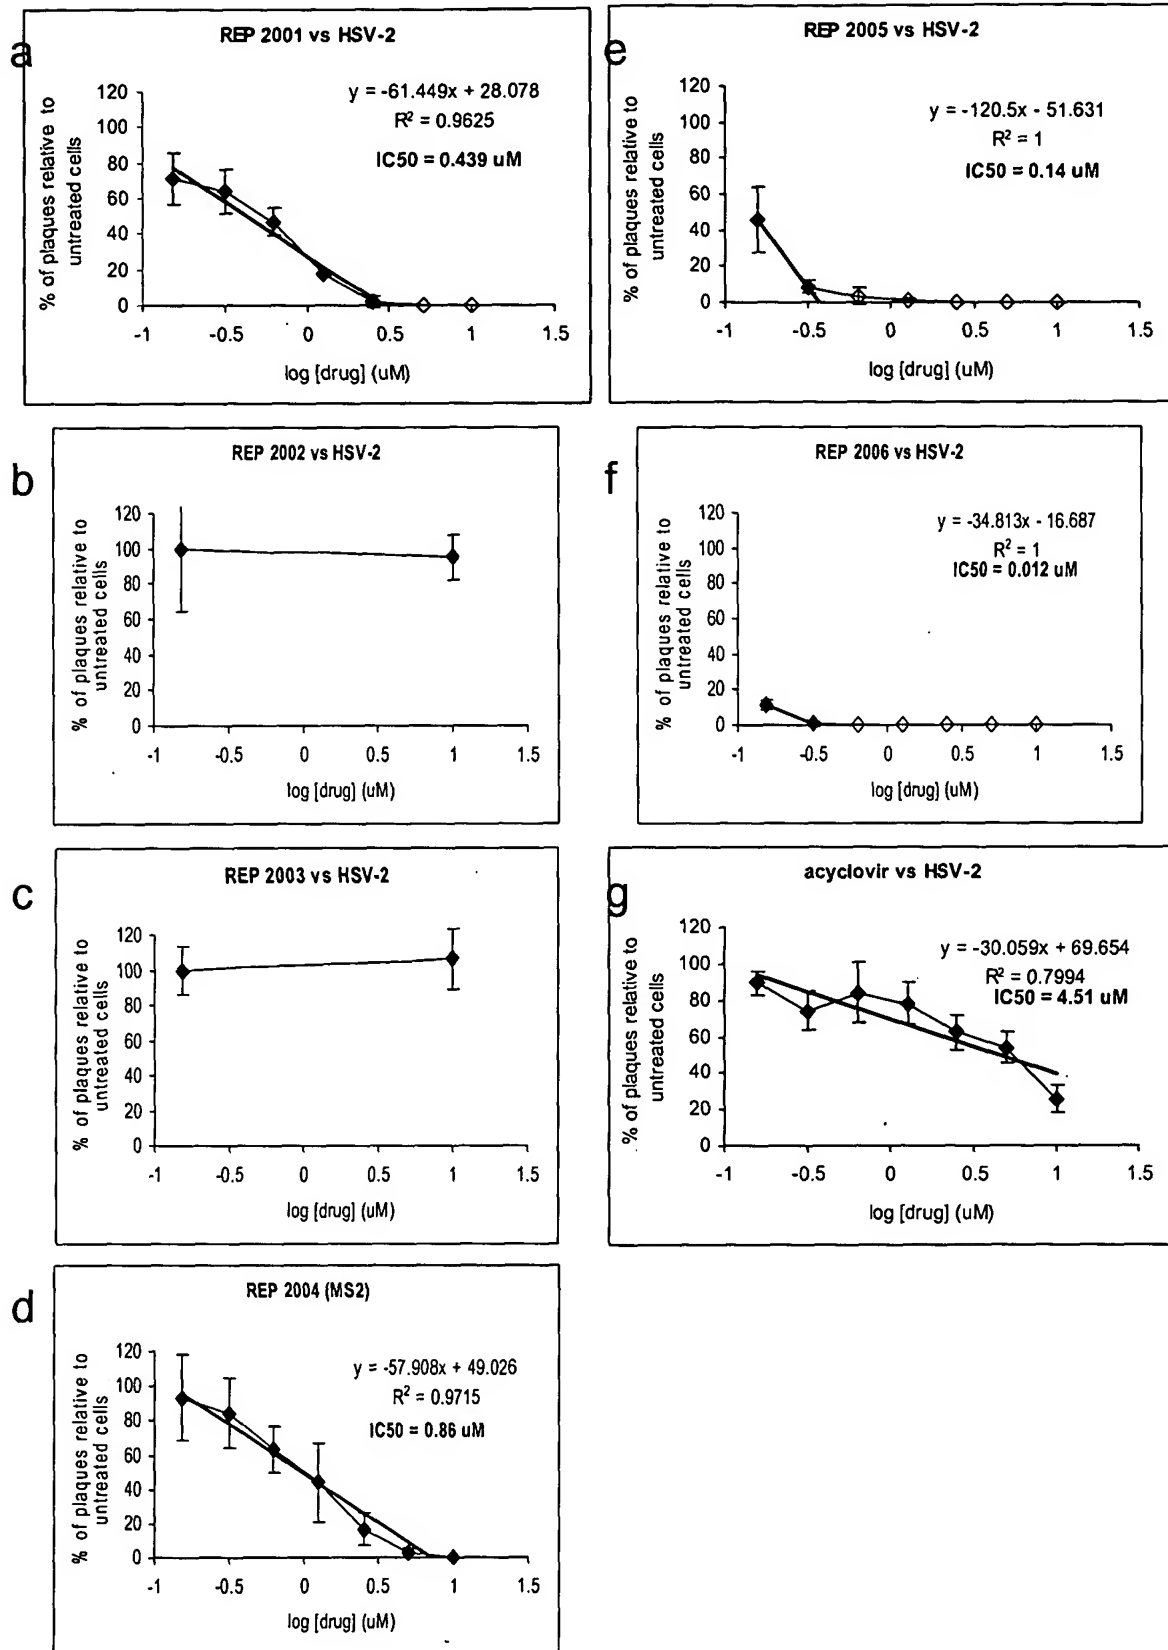 a
REP 2001 vs HSV-2
y = -61.449x + 28.078
R² = 0.9625
IC50 = 0.439 uM
% of plaques relative to
untreated cells
120
100
80
60
40
20
0
-1
-0.5
0
0.5
1
1.5
log [drug] (uM)
b
REP 2002 vs HSV-2
% of plaques relative to
untreated cells
120
100
80
60
40
20
0
-1
-0.5
0
0.5
1
1.5
log [drug] (uM)
c
REP 2003 vs HSV-2
% of plaques relative to
untreated cells
120
100
80
60
40
20
0
-1
-0.5
0
0.5
1
1.5
log [drug] (uM)
d
REP 2004 (MS2)
y = -57.908x + 49.026
R² = 0.9715
IC50 = 0.86 uM
% of plaques relative to
untreated cells
120
100
80
60
40
20
0
-1
-0.5
0
0.5
1
1.5
log [drug] (uM)
e
REP 2005 vs HSV-2
y = -120.5x - 51.631
R² = 1
IC50 = 0.14 uM
% of plaques relative to
untreated cells
120
100
80
60
40
20
0
-1
-0.5
0
0.5
1
1.5
log [drug] (uM)
f
REP 2006 vs HSV-2
y = -34.813x - 16.687
R² = 1
IC50 = 0.012 uM
% of plaques relative to
untreated cells
120
100
80
60
40
20
0
-1
-0.5
0
0.5
1
1.5
log [drug] (uM)
g
acyclovir vs HSV-2
y = -30.059x + 69.654
R² = 0.7994
IC50 = 4.51 uM
% of plaques relative to
untreated cells
120
100
80
60
40
20
0
-1
-0.5
0
0.5
1
1.5
log [drug] (uM)